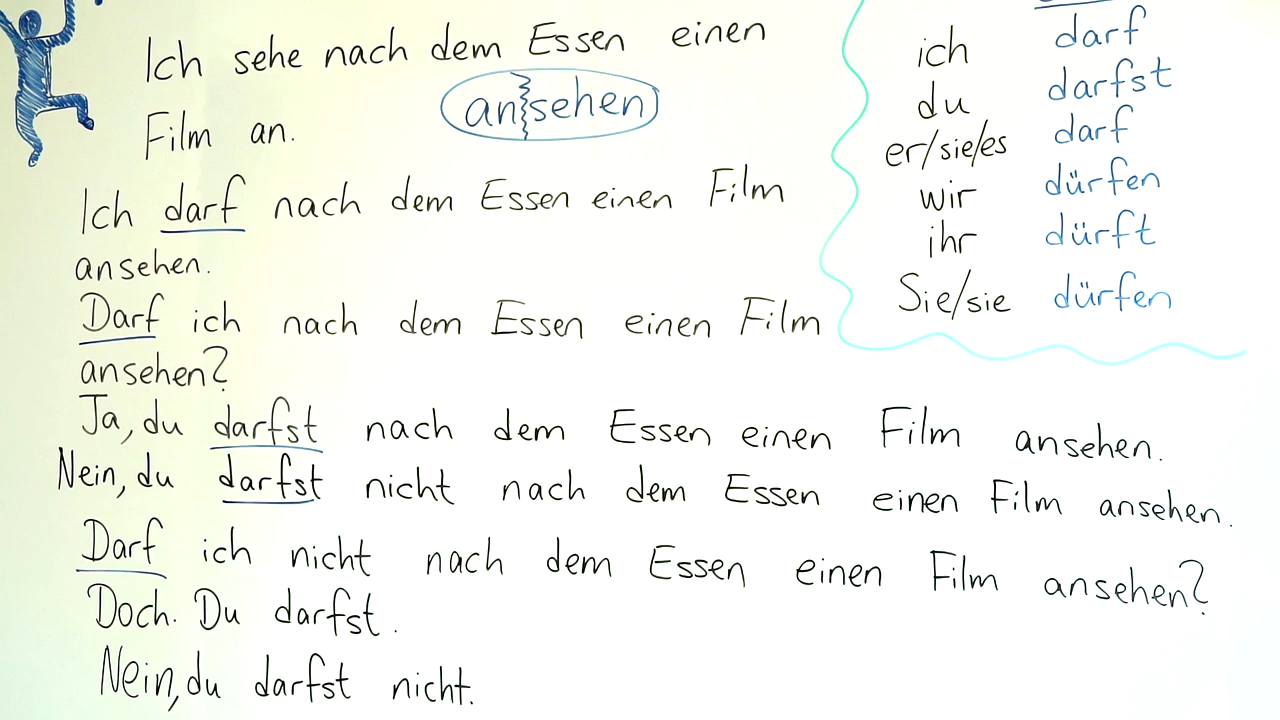 Ich sehe nach dem Essen einen
Film an.
an sehen
Ich darf nach dem Essen einen Film
ansehen.
Darf ich nach dem Essen einen Film
ansehen?
Ja, du darfst nach dem Essen einen Film ansehen.
Nein, du darfst nicht nach dem Essen einen Film ansehen.
Darf ich nicht nach dem Essen einen Film ansehen?
Doch. Du darfst.
Nein, du darfst nicht.
ich darf
du darfst
er/sie/es darf
wir dürfen
ihr dürft
Sie/sie dürfen